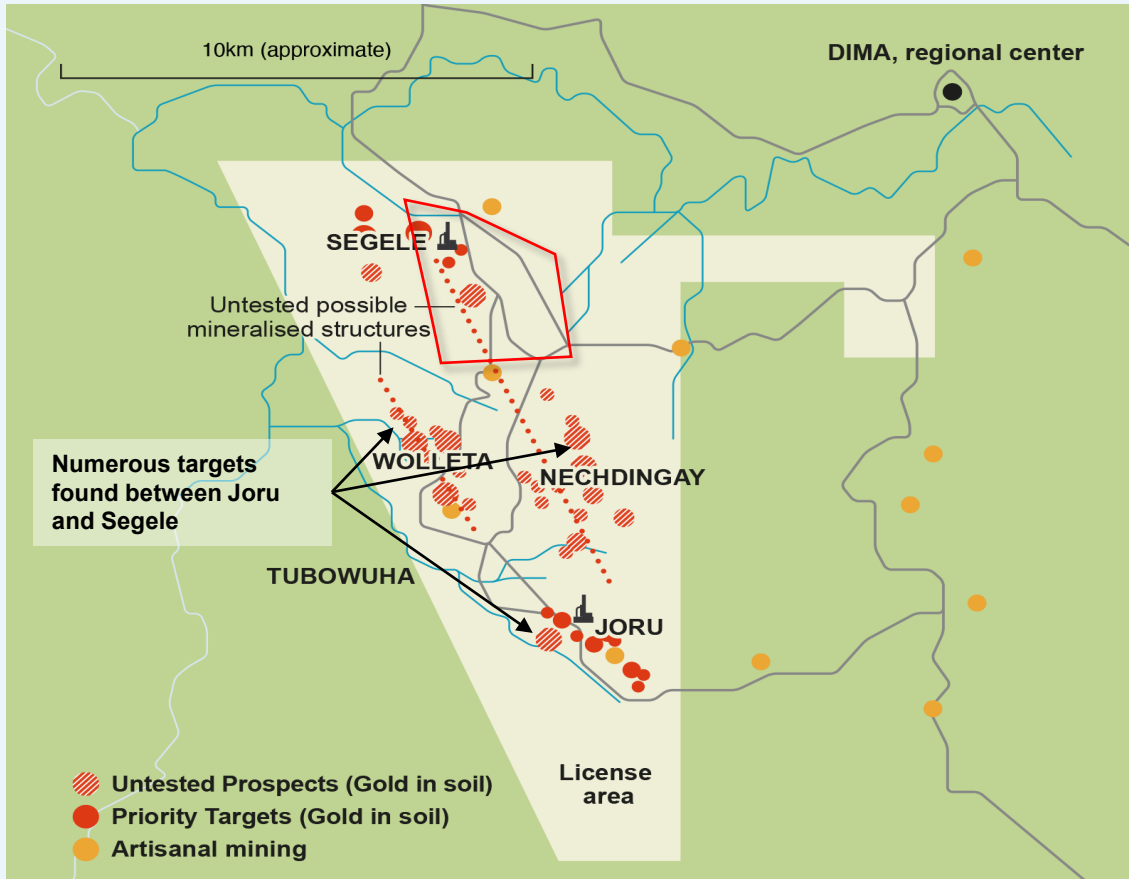 10km (approximate)
DIMA, regional center
SEGELE
Untested possible
mineralised structures
Numerous targets
found between Joru
and Segele
WOLLETA
NECHDINGAY
TUBOWUHA
JORU
License
area
Untested Prospects (Gold in soil)
Priority Targets (Gold in soil)
Artisanal mining